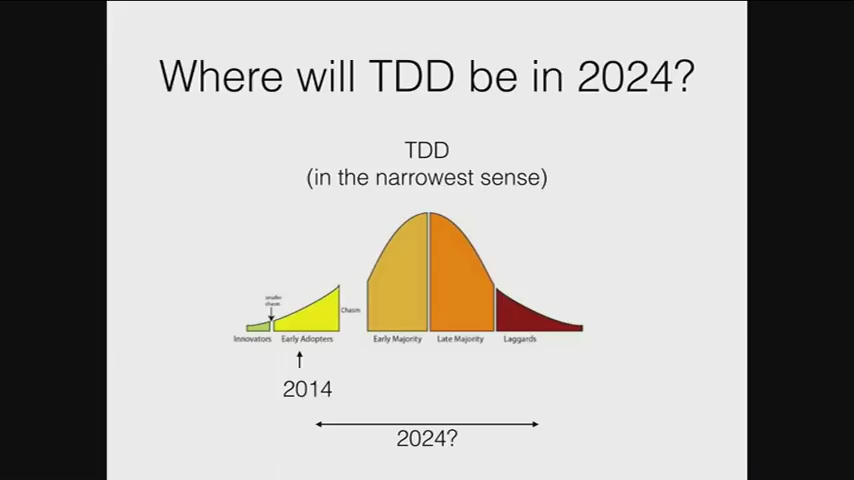 Where will TDD be in 2024?
TDD
(in the narrowest sense)
smaller
chasm
Chasm
Innovators
Early Adopters
Early Majority
Late Majority
Laggards
2014
2024?